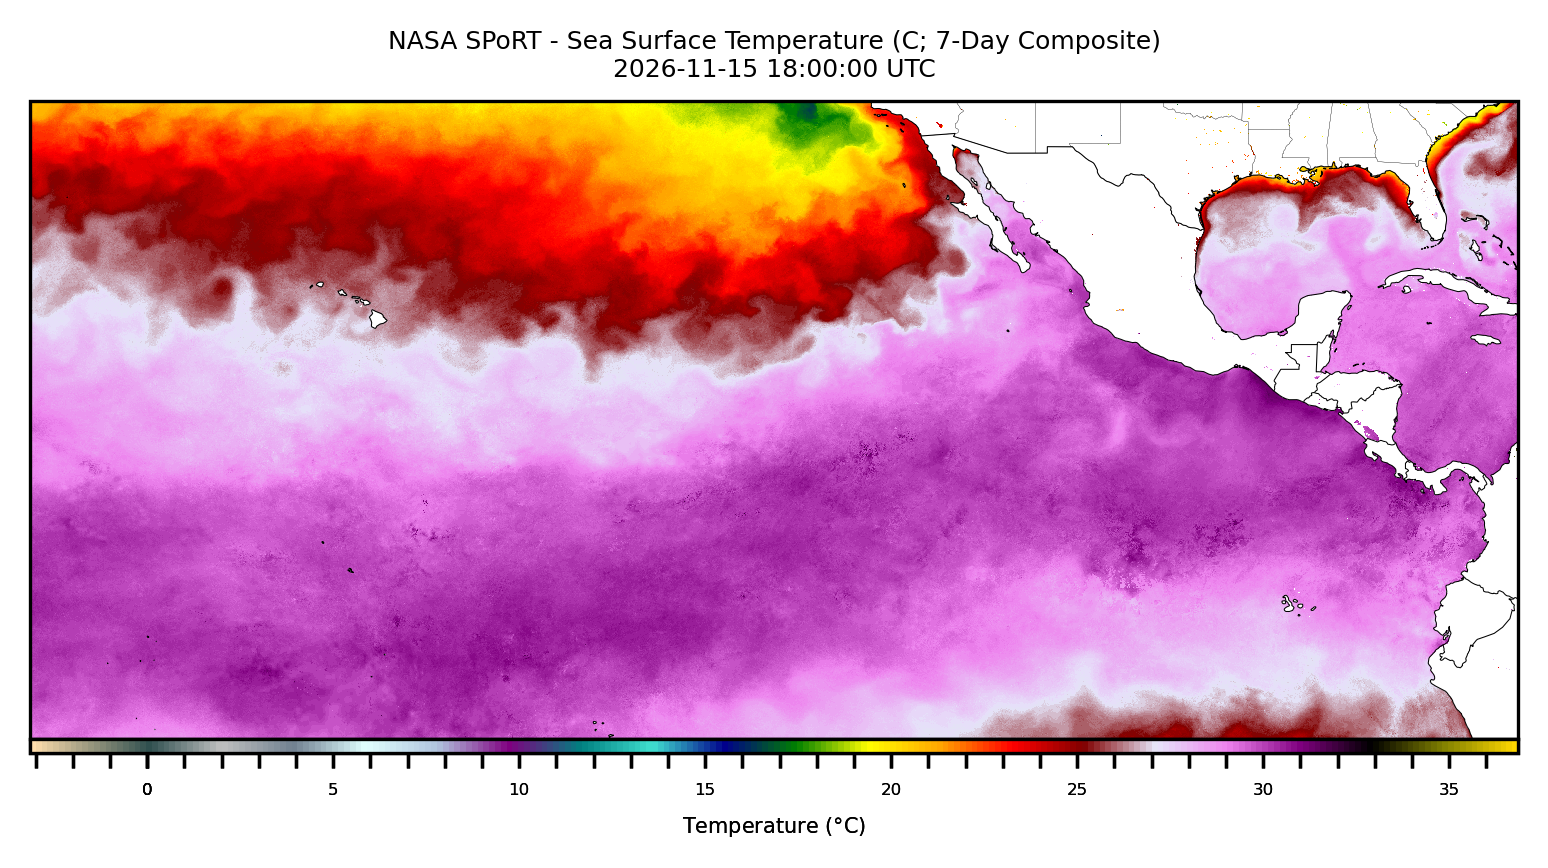 NASA SPoRT - Sea Surface Temperature (C; 7-Day Composite)
2026-11-15 18:00:00 UTC
0 5 10 15 20 25 30 35
Temperature (°C)